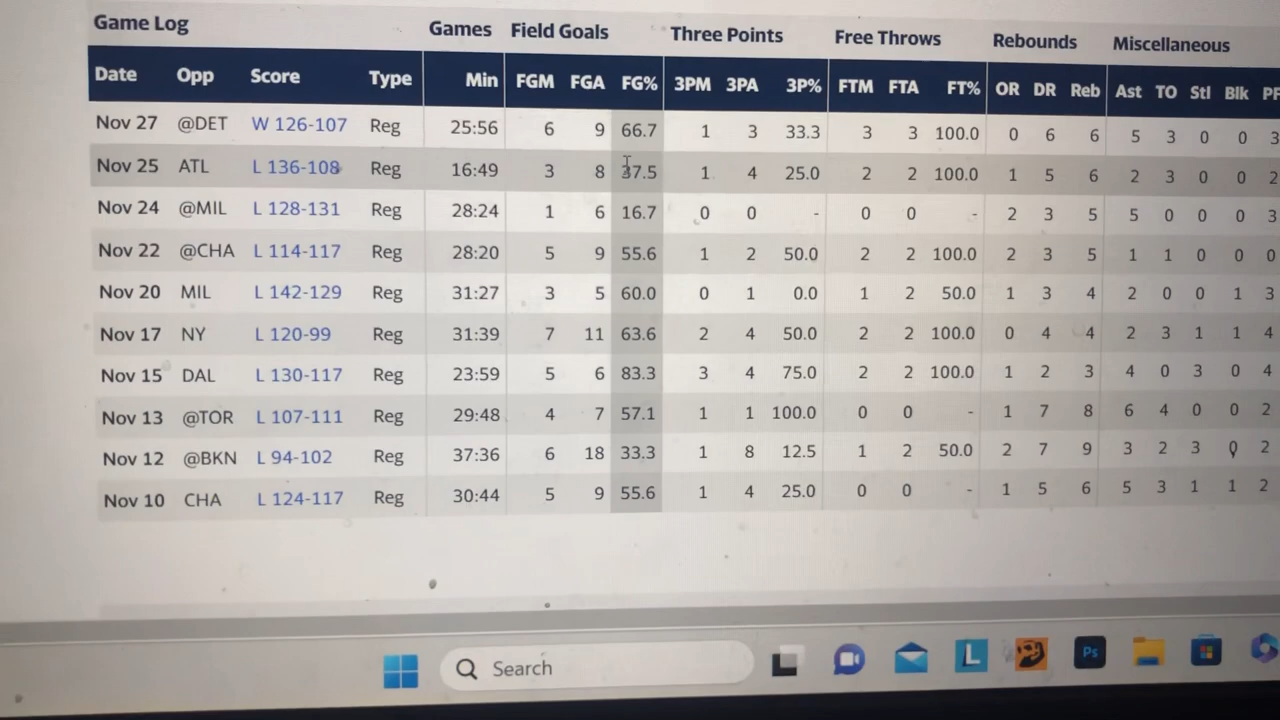 Game Log Games Field Goals Three Points Free Throws Rebounds Miscellaneous
Date Opp Score Type Min FGM FGA FG% 3PM 3PA 3P% FTM FTA FT% OR DR Reb Ast TO Stl Blk PF
Nov 27 @DET W 126-107 Reg 25:56 6 9 66.7 1 3 33.3 3 3 100.0 0 6 6 5 3 0 0 3
Nov 25 ATL L 136-108 Reg 16:49 3 8 37.5 1 4 25.0 2 2 100.0 1 5 6 2 3 0 0 2
Nov 24 @MIL L 128-131 Reg 28:24 1 6 16.7 0 0 - 0 0 - 2 3 5 5 0 0 0 3
Nov 22 @CHA L 114-117 Reg 28:20 5 9 55.6 1 2 50.0 2 2 100.0 2 3 5 1 1 0 0 0
Nov 20 MIL L 142-129 Reg 31:27 3 5 60.0 0 1 0.0 1 2 50.0 1 3 4 2 0 0 1 3
Nov 17 NY L 120-99 Reg 31:39 7 11 63.6 2 4 50.0 2 2 100.0 0 4 4 2 3 1 1 4
Nov 15 DAL L 130-117 Reg 23:59 5 6 83.3 3 4 75.0 2 2 100.0 1 2 3 4 0 3 0 4
Nov 13 @TOR L 107-111 Reg 29:48 4 7 57.1 1 1 100.0 0 0 - 1 7 8 6 4 0 0 2
Nov 12 @BKN L 94-102 Reg 37:36 6 18 33.3 1 8 12.5 1 2 50.0 2 7 9 3 2 3 0 2
Nov 10 CHA L 124-117 Reg 30:44 5 9 55.6 1 4 25.0 0 0 - 1 5 6 5 3 1 1 2
Search
L
Ps